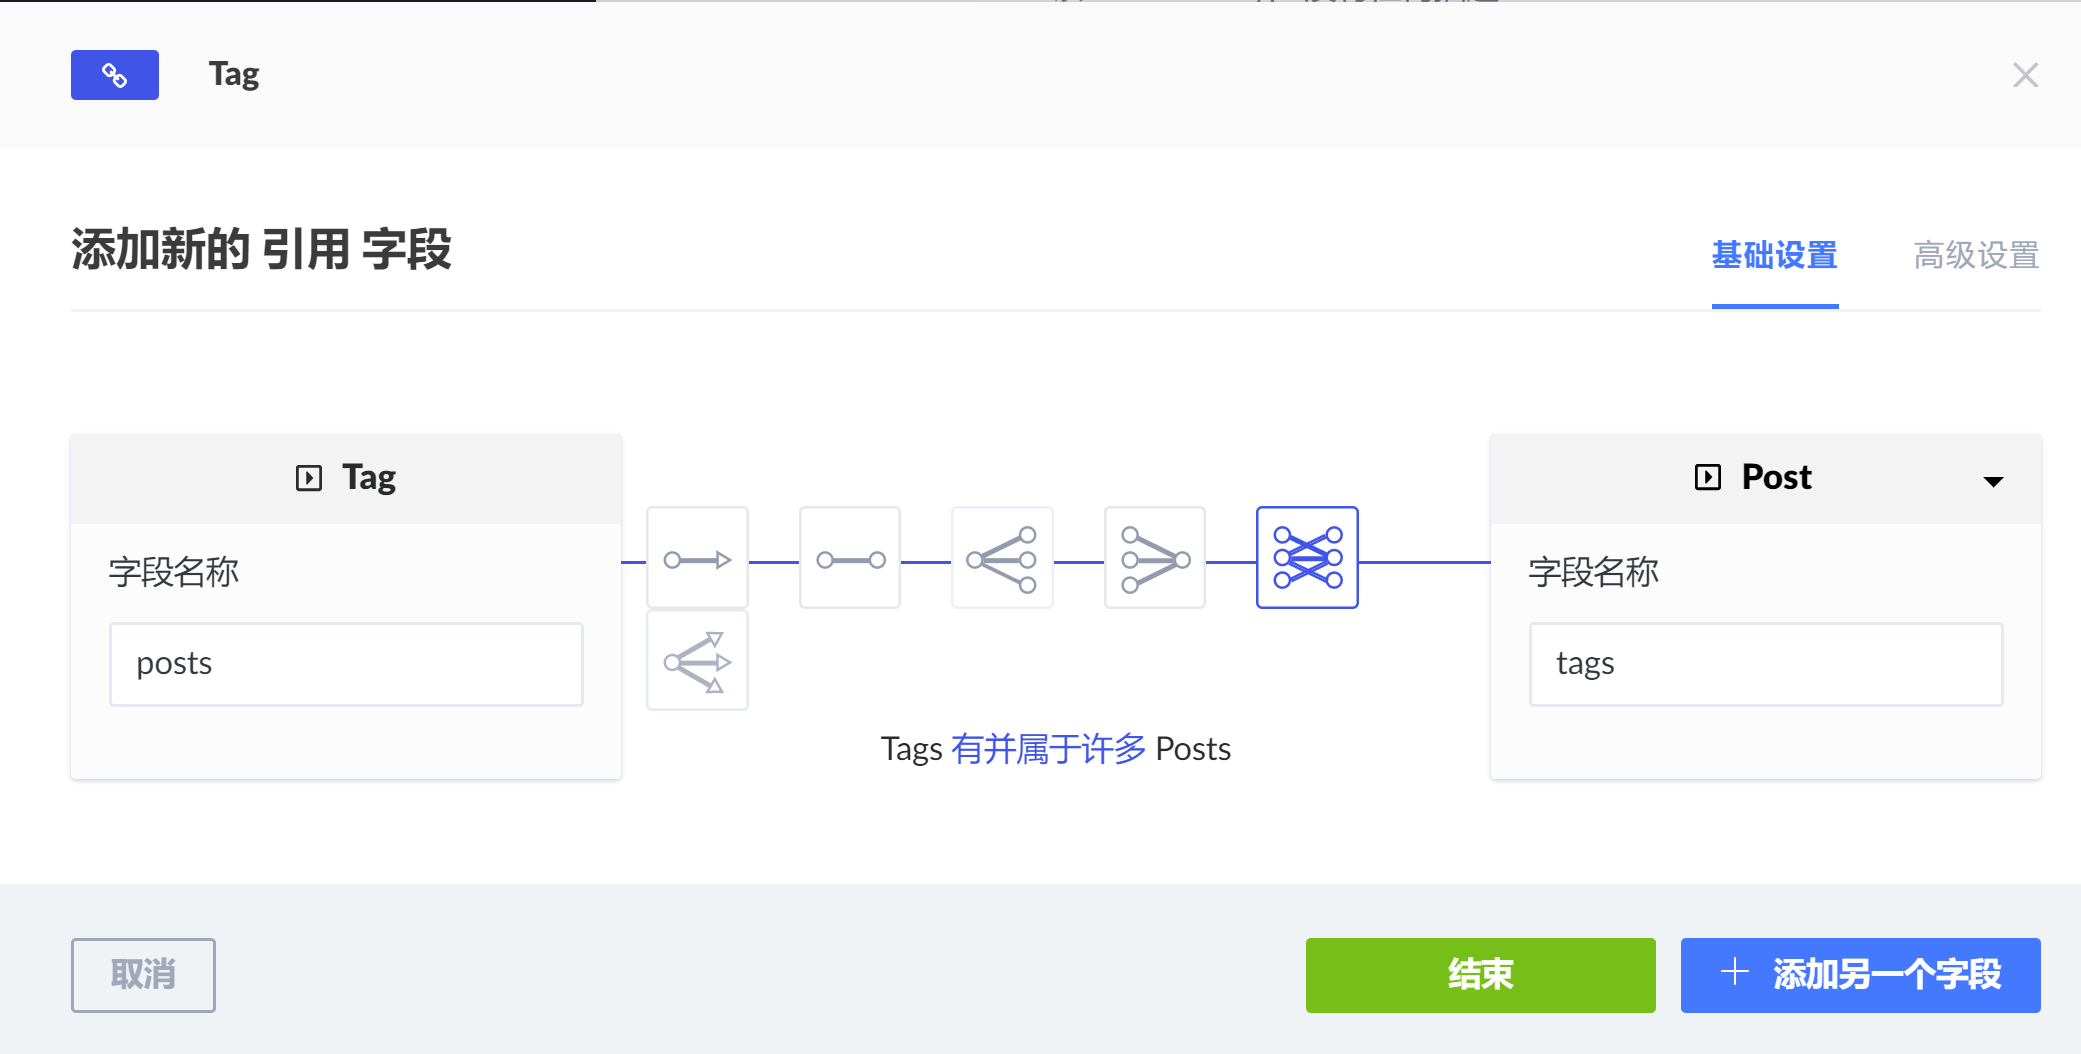 Tag
添加新的 引用 字段
基础设置
高级设置
Tag
字段名称
posts
Post
字段名称
tags
Tags 有并属于许多 Posts
取消
结束
添加另一个字段